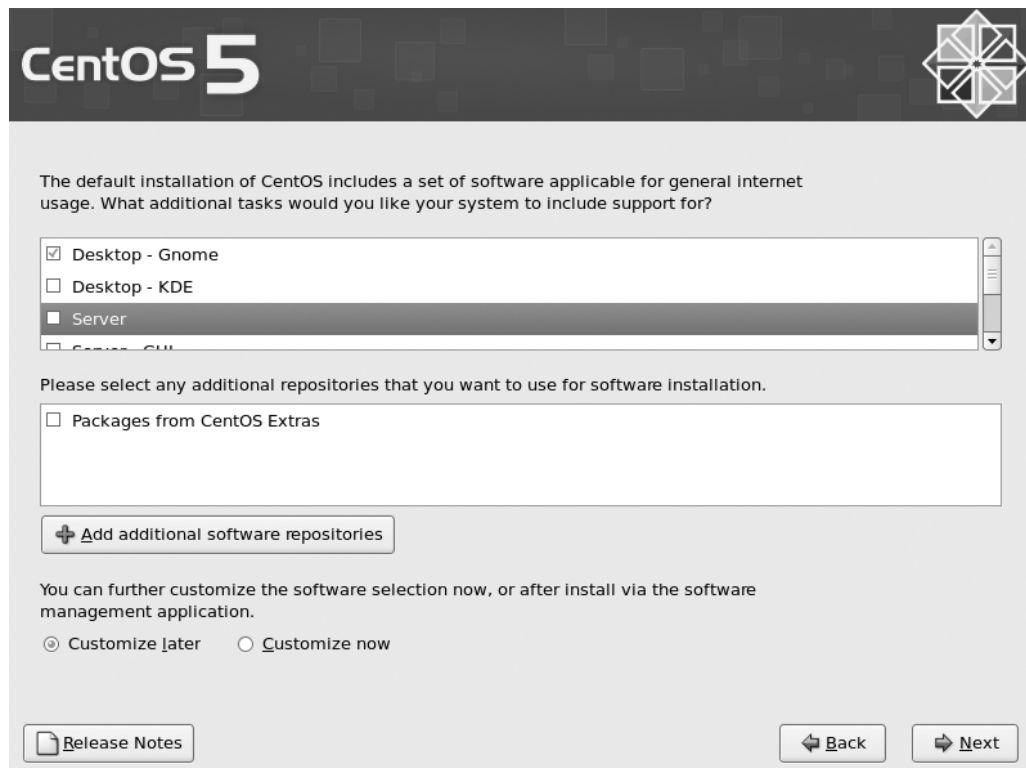 CentOS 5
The default installation of CentOS includes a set of software applicable for general internet
usage. What additional tasks would you like your system to include support for?
Desktop - Gnome
Desktop - KDE
Server
Server - GUI
Please select any additional repositories that you want to use for software installation.
Packages from CentOS Extras
Add additional software repositories
You can further customize the software selection now, or after install via the software
management application.
Customize later Customize now
Release Notes Back Next